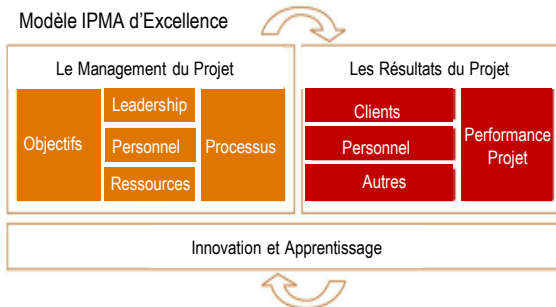 Modèle IPMA d’Excellence
Le Management du Projet
Objectifs
Leadership
Personnel
Ressources
Processus
Les Résultats du Projet
Clients
Personnel
Autres
Performance
Projet
Innovation et Apprentissage